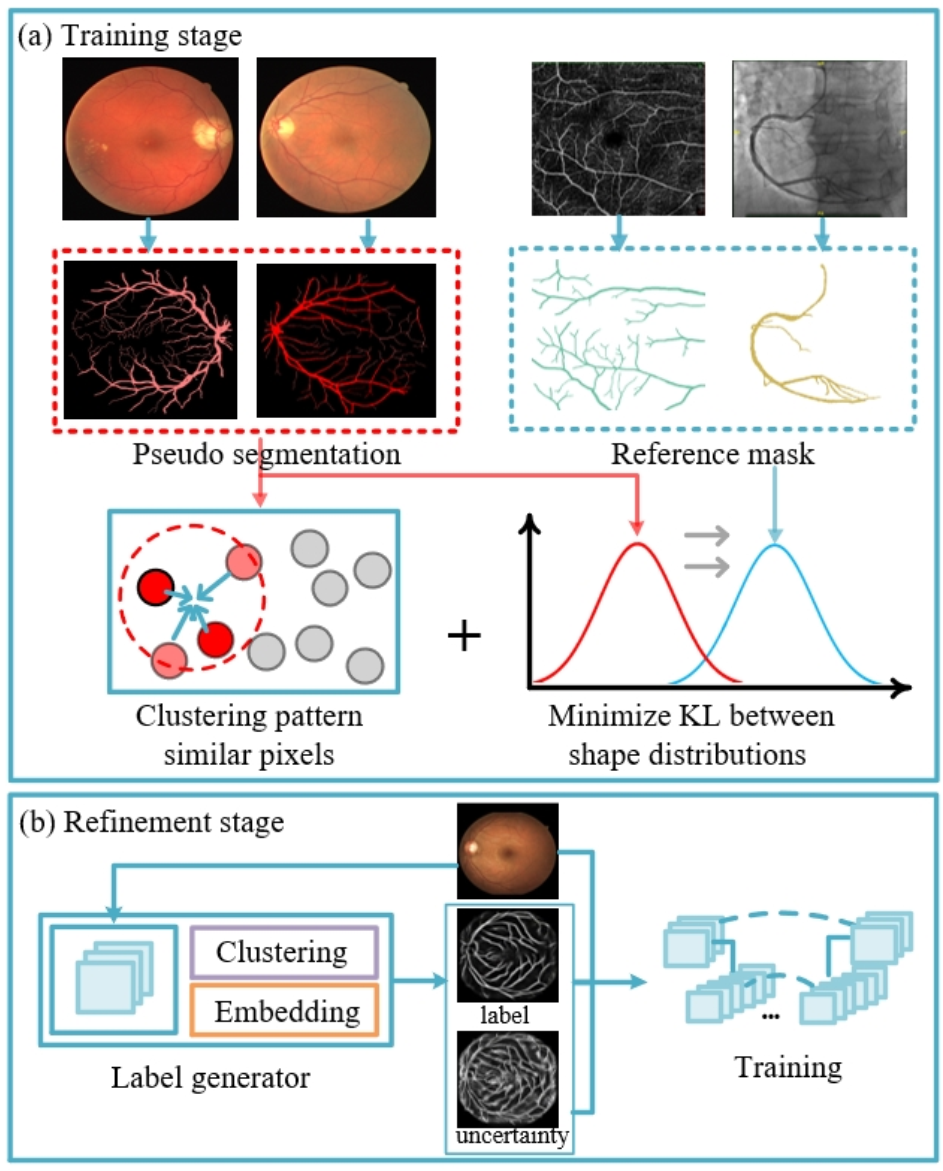 (a) Training stage
Pseudo segmentation
Reference mask
+
Clustering pattern
similar pixels
Minimize KL between
shape distributions
(b) Refinement stage
Clustering
Embedding
Label generator
label
uncertainty
...
Training